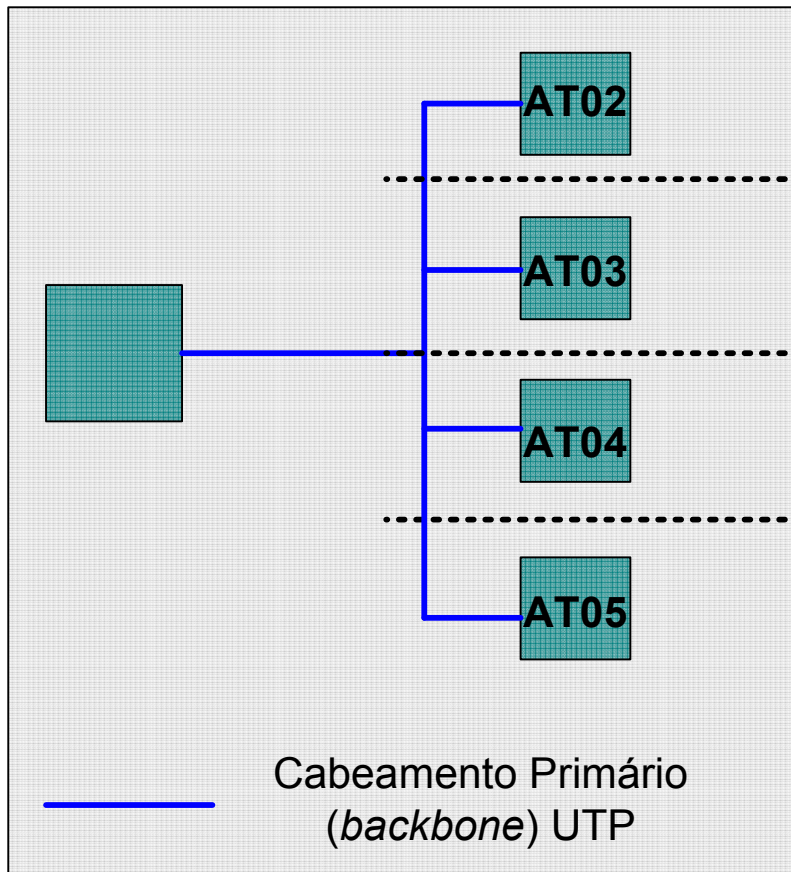 AT02
AT03
AT04
AT05
Cabeamento Primário
(backbone) UTP